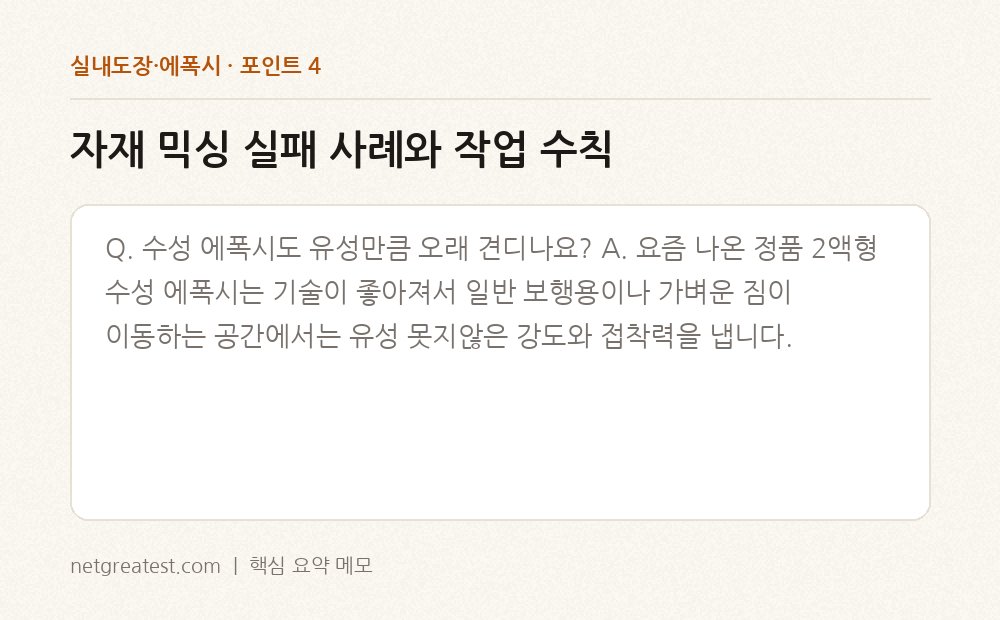 실내도장·에폭시 · 포인트 4
자재 믹싱 실패 사례와 작업 수칙
Q. 수성 에폭시도 유성만큼 오래 견디나요? A. 요즘 나온 정품 2액형
수성 에폭시는 기술이 좋아져서 일반 보행용이나 가벼운 짐이
이동하는 공간에서는 유성 못지않은 강도와 접착력을 냅니다.
netgreatest.com | 핵심 요약 메모